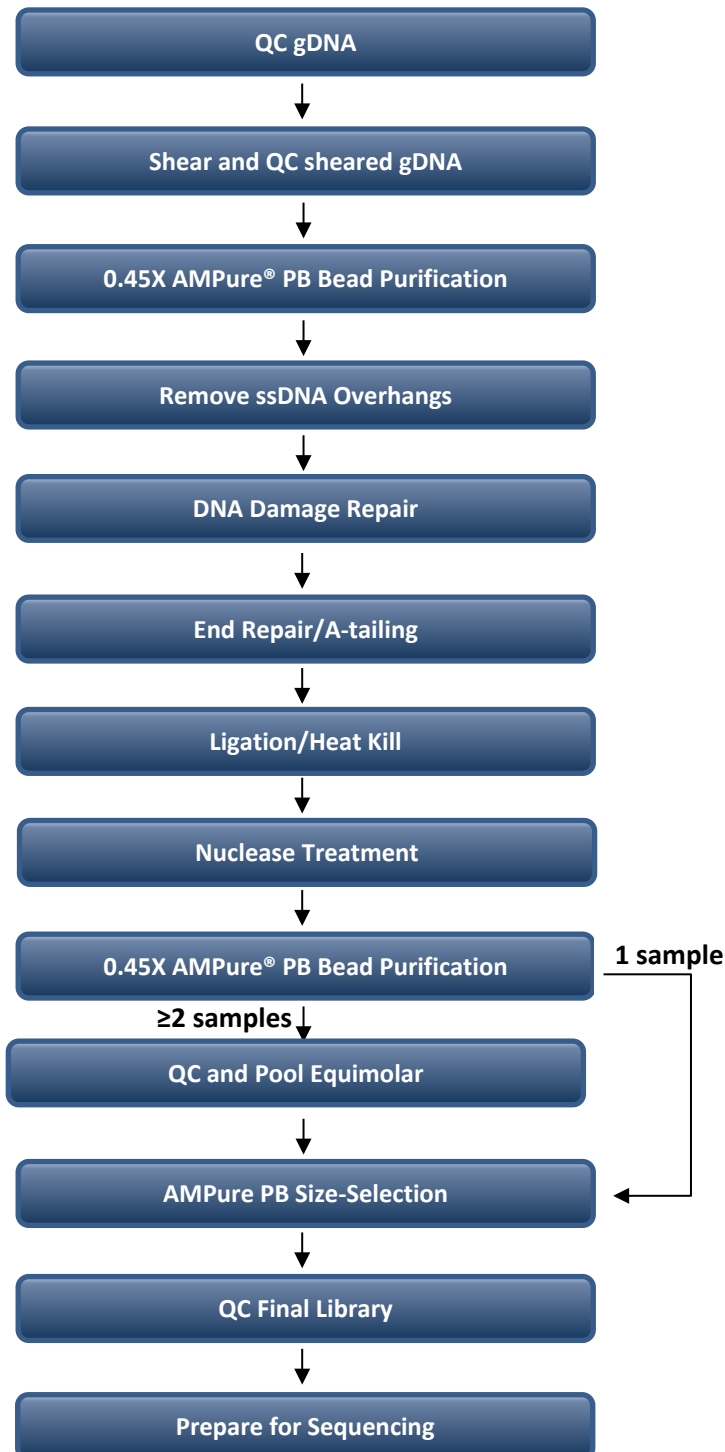 QC gDNA
Shear and QC sheared gDNA
0.45X AMPure® PB Bead Purification
Remove ssDNA Overhangs
DNA Damage Repair
End Repair/A-tailing
Ligation/Heat Kill
Nuclease Treatment
0.45X AMPure® PB Bead Purification
1 sample
≥2 samples
QC and Pool Equimolar
AMPure PB Size-Selection
QC Final Library
Prepare for Sequencing